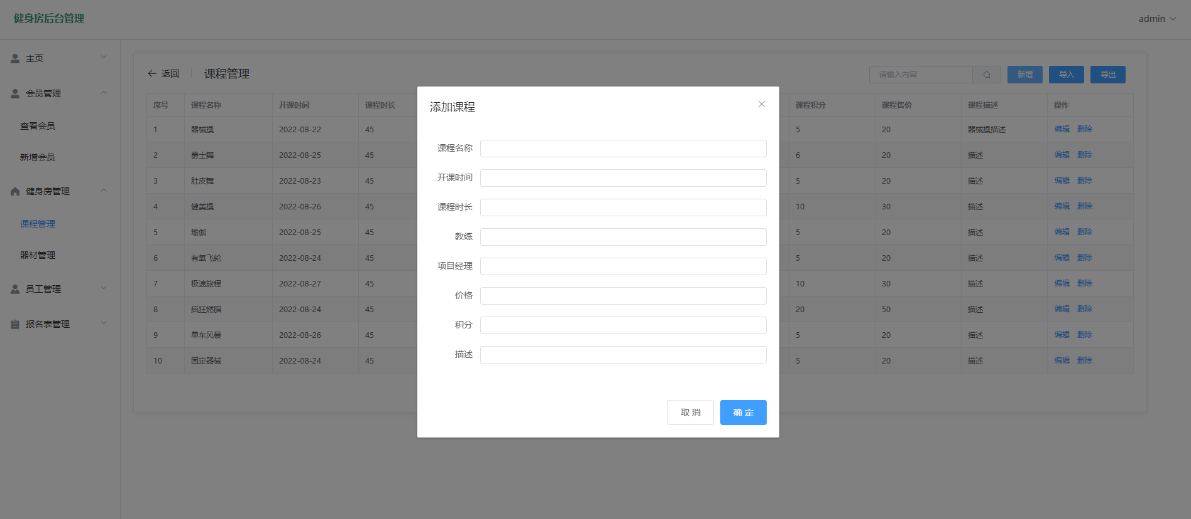 健身房后台管理
admin
主页
会员管理
查看会员
新增会员
健身房管理
课程管理
器材管理
员工管理
报名表管理
返回 课程管理
请输入内容 新增 导入 导出
序号 课程名称 开课时间 课程时长 课程积分 课程售价 课程描述 操作
1 器械操 2022-08-22 45 5 20 器械操描述 编辑 删除
2 爵士舞 2022-08-25 45 6 20 描述 编辑 删除
3 肚皮舞 2022-08-23 45 5 20 描述 编辑 删除
4 健美操 2022-08-26 45 10 30 描述 编辑 删除
5 瑜伽 2022-08-25 45 5 20 描述 编辑 删除
6 有氧飞轮 2022-08-24 45 5 20 描述 编辑 删除
7 极速旅程 2022-08-27 45 10 30 描述 编辑 删除
8 疯狂燃脂 2022-08-24 45 20 50 描述 编辑 删除
9 单车风暴 2022-08-26 45 5 20 描述 编辑 删除
10 固定器械 2022-08-24 45 5 20 描述 编辑 删除
添加课程
课程名称
开课时间
课程时长
教练
项目经理
价格
积分
描述
取 消 确 定